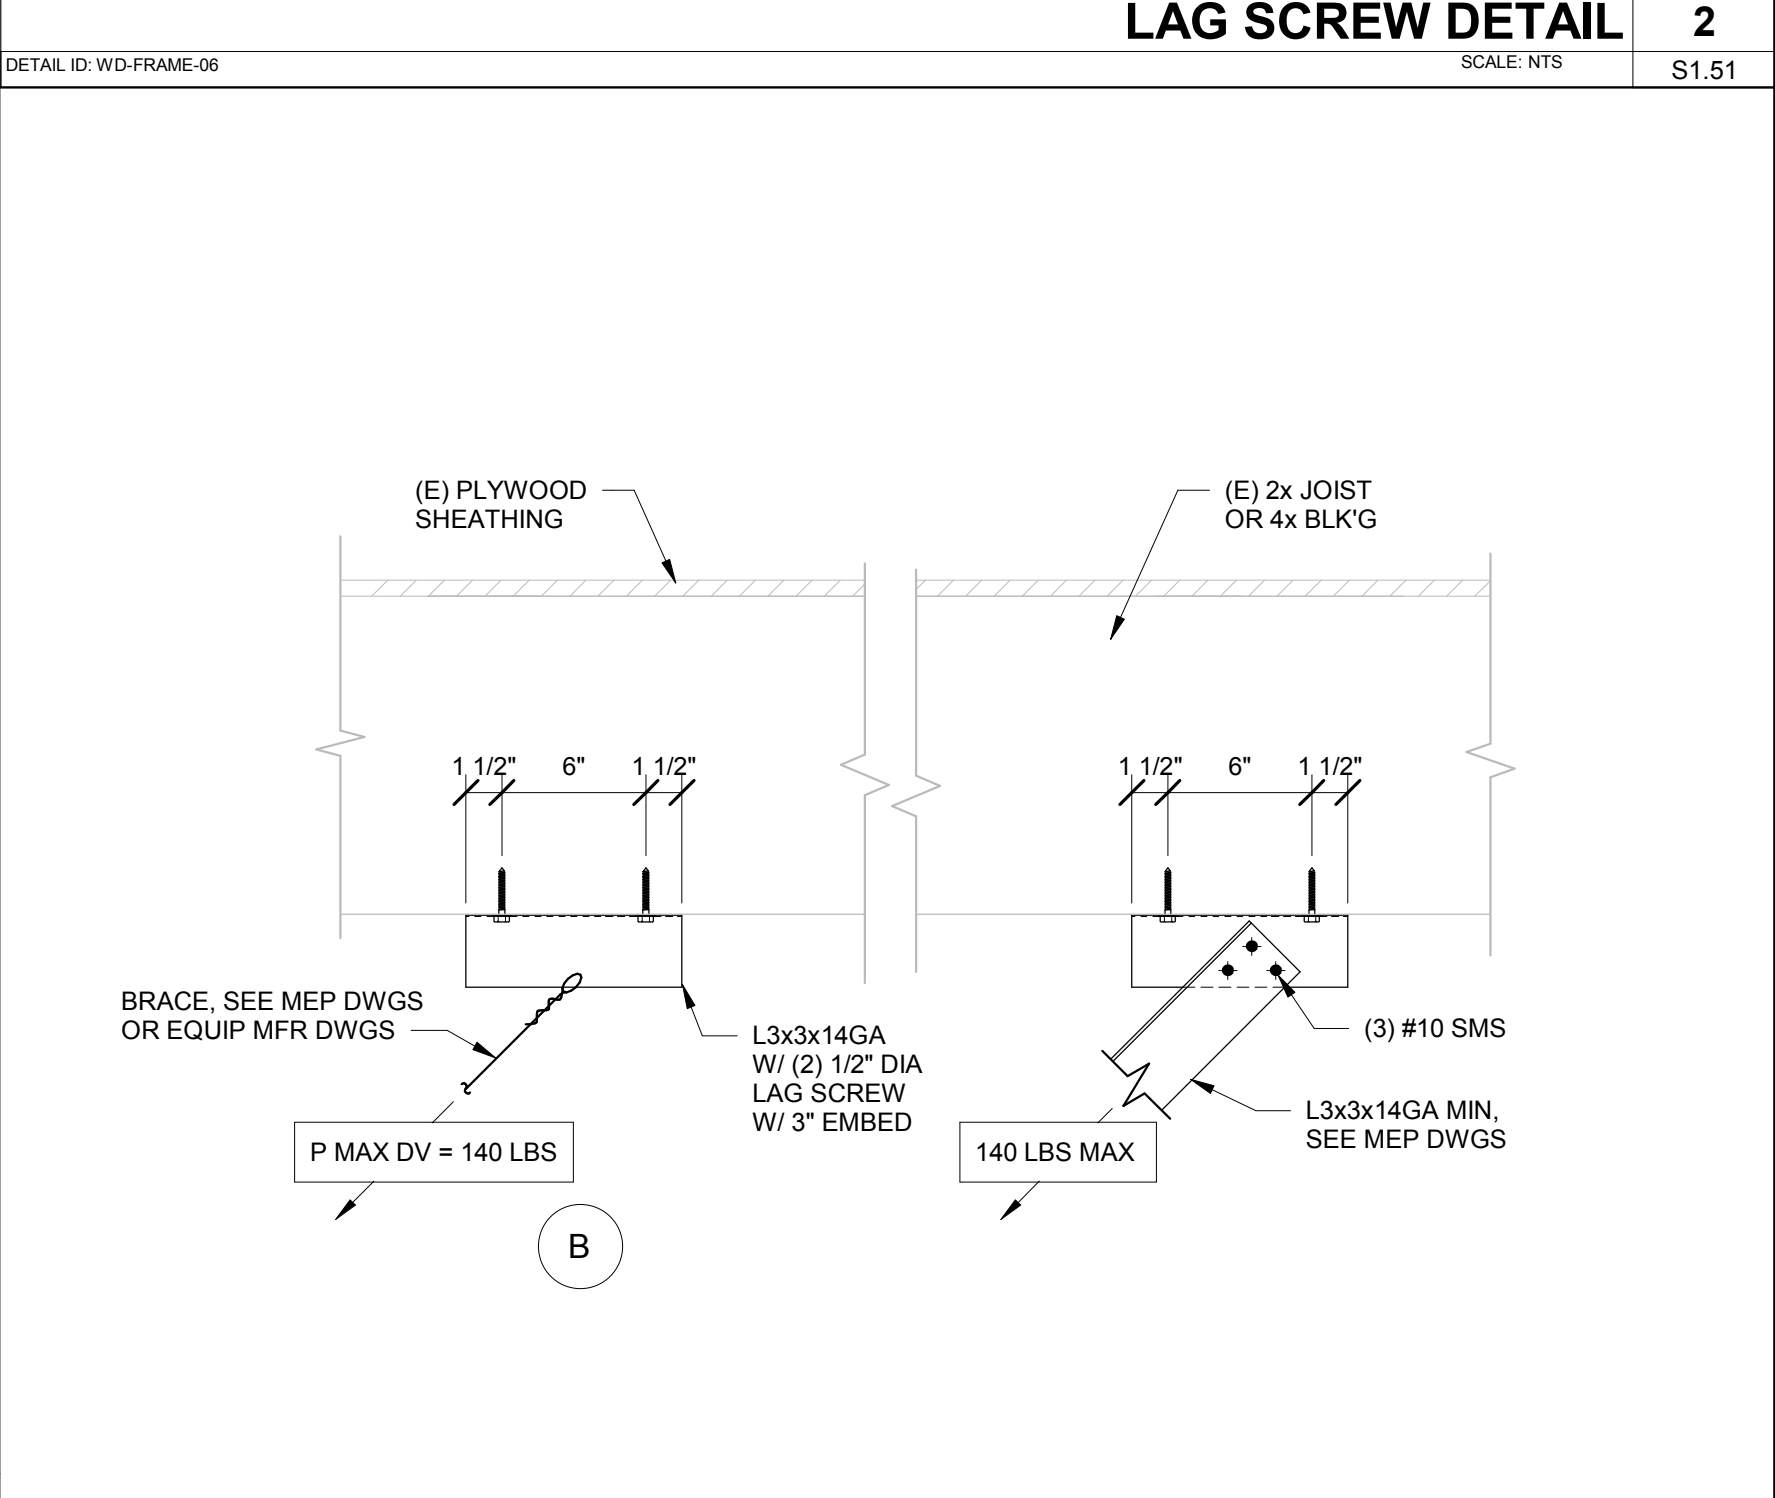 LAG SCREW DETAIL
2
DETAIL ID: WD-FRAME-06
SCALE: NTS
S1.51
(E) PLYWOOD
SHEATHING
(E) 2x JOIST
OR 4x BLK'G
1 1/2" 6" 1 1/2"
1 1/2" 6" 1 1/2"
BRACE, SEE MEP DWGS
OR EQUIP MFR DWGS
L3x3x14GA
W/ (2) 1/2" DIA
LAG SCREW
W/ 3" EMBED
(3) #10 SMS
L3x3x14GA MIN,
SEE MEP DWGS
P MAX DV = 140 LBS
140 LBS MAX
B